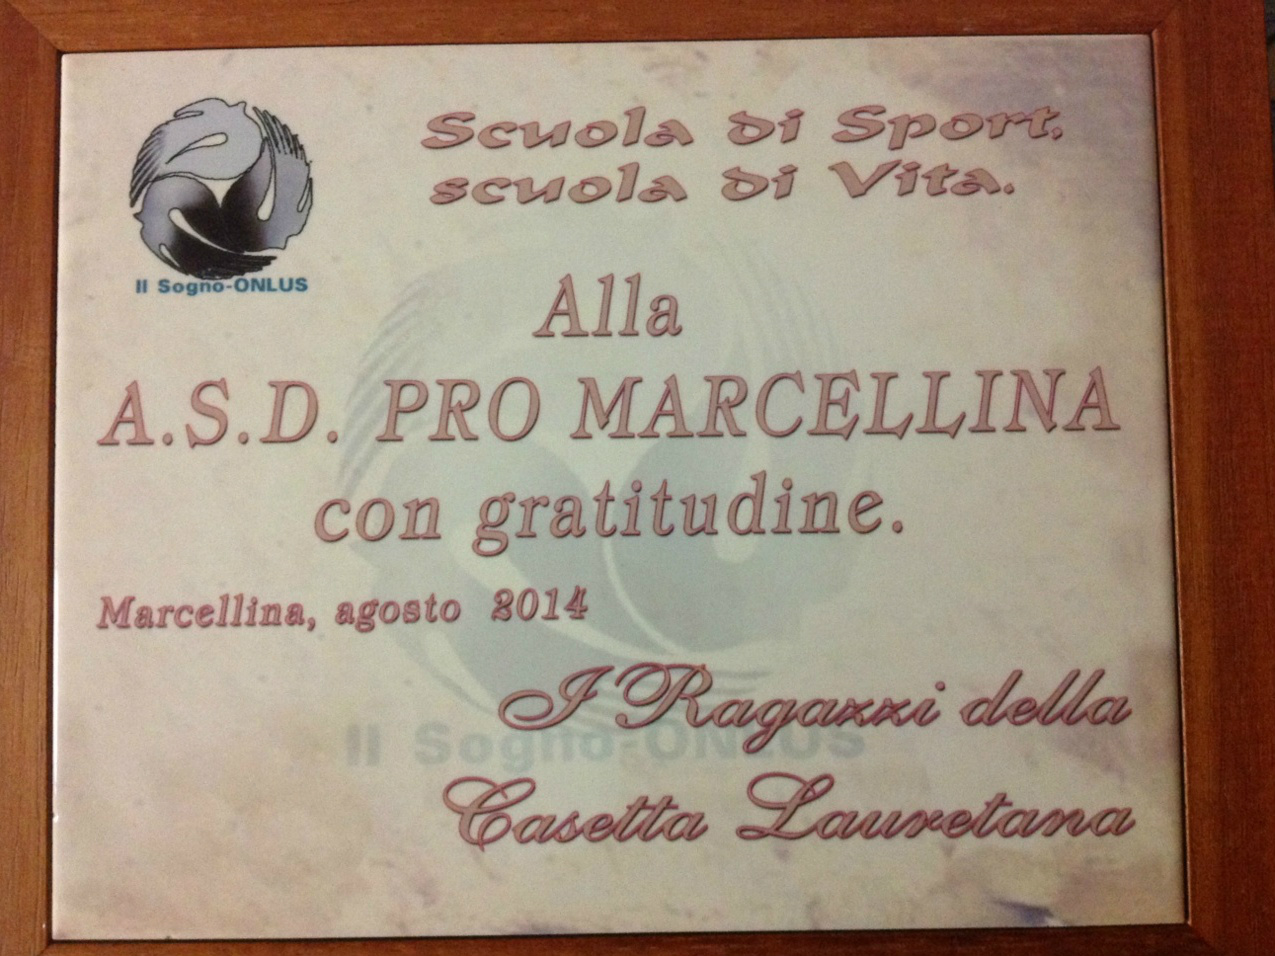 Scuola di Sport,
scuola di Vita.
Il Sogno-ONLUS
Alla
A.S.D. PRO MARCELLINA
con gratitudine.
Marcellina, agosto 2014
I Ragazzi della
Il Sogno-ONLUS
Casetta Lauretana